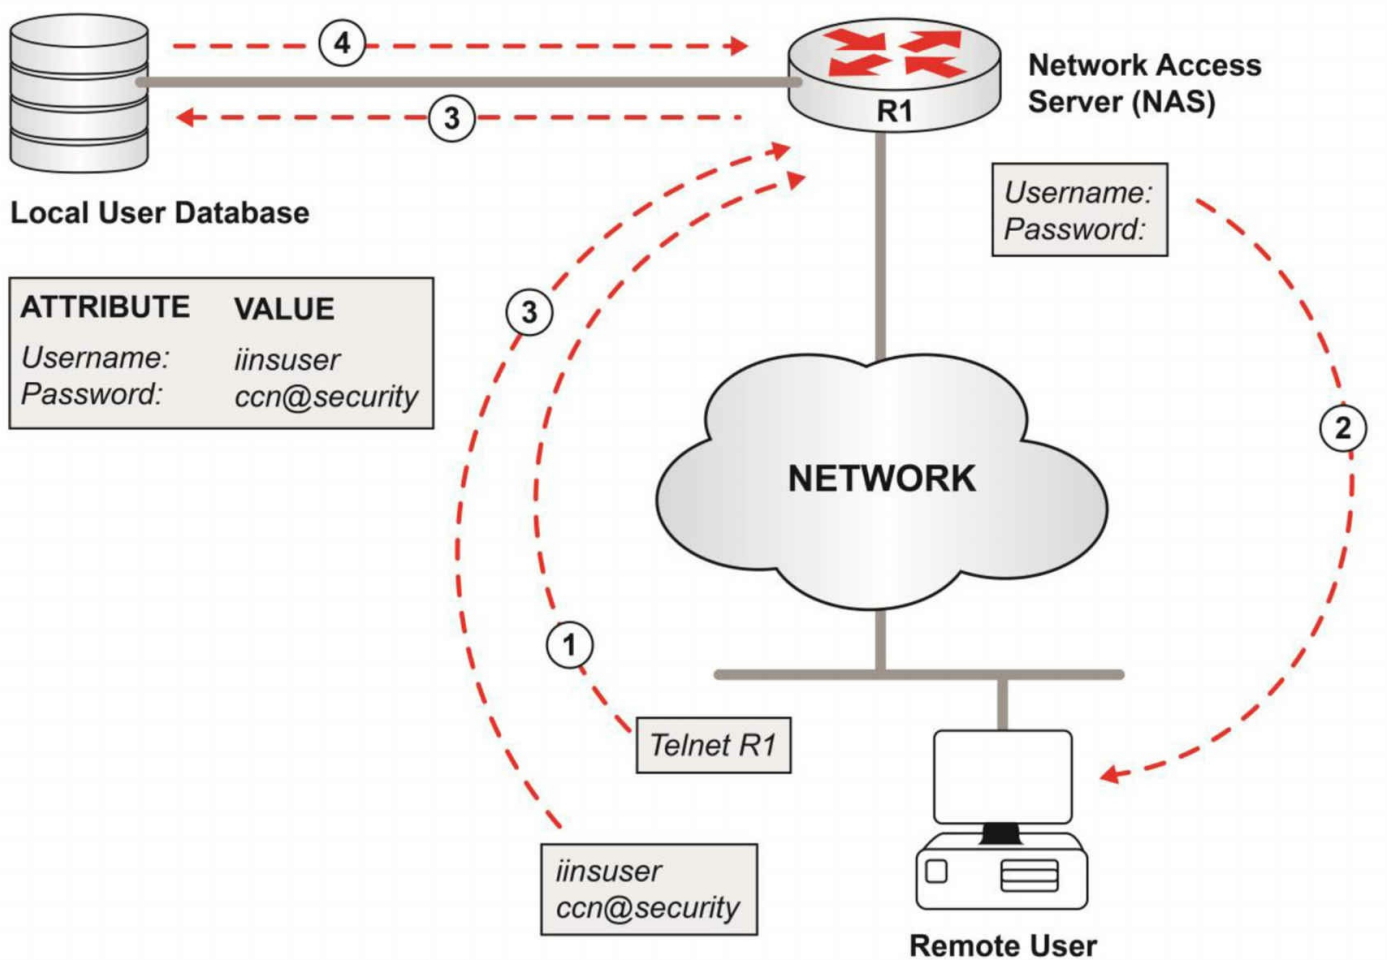 4
R1
Network Access
Server (NAS)
3
Username:
Password:
Local User Database
ATTRIBUTE VALUE
Username: iinsuser
Password: ccn@security
3
2
NETWORK
1
Telnet R1
iinsuser
ccn@security
Remote User